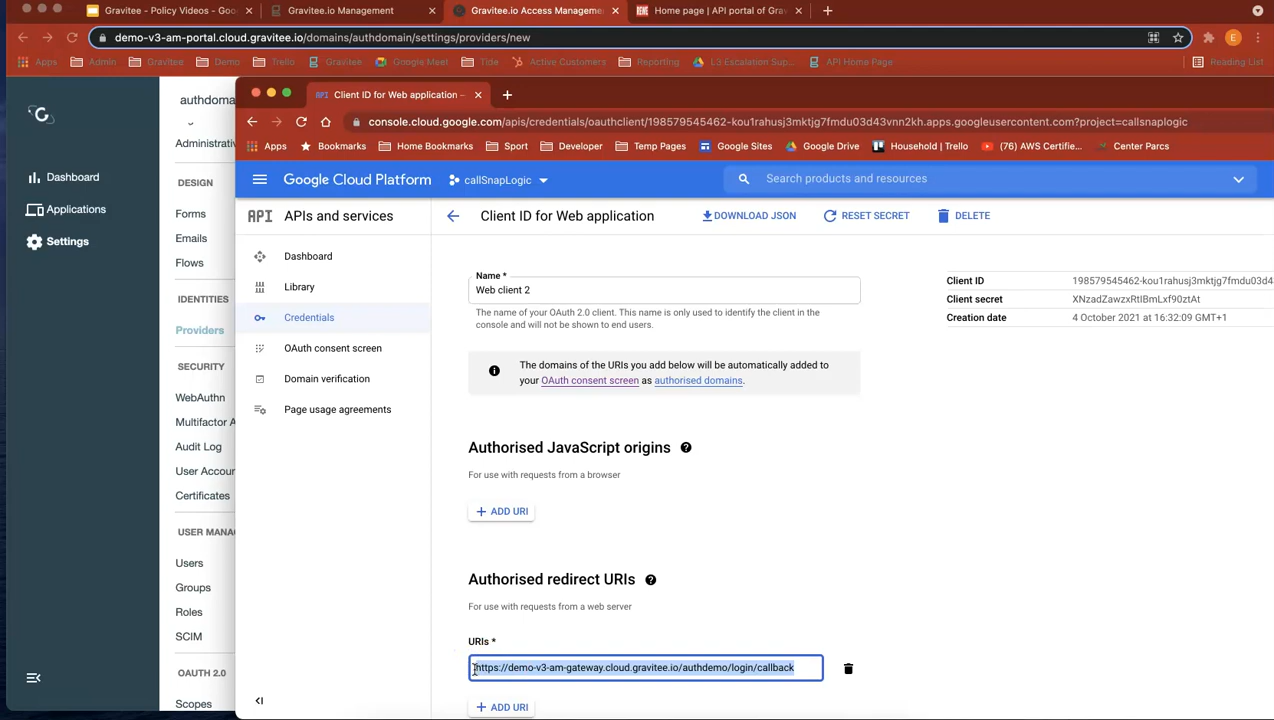 Gravitee - Policy Videos - Goo
Gravitee.io Management
Gravitee.io Access Manageme
Home page | API portal of Gra
demo-v3-am-portal.cloud.gravitee.io/domains/authdomain/settings/providers/new
E
Apps
Admin
Gravitee
Demo
Trello
Gravitee
Google Meet
Tide
Active Customers
Reporting
L3 Escalation Sup...
API Home Page
Reading List
Dashboard
Applications
Settings
authdoma
Administrativ
DESIGN
Forms
Emails
Flows
IDENTITIES
Providers
SECURITY
WebAuthn
Multifactor A
Audit Log
User Accoun
Certificates
USER MANA
Users
Groups
Roles
SCIM
OAUTH 2.0
Scopes
API Client ID for Web application –
console.cloud.google.com/apis/credentials/oauthclient/198579545462-kou1rahusj3mktjg7fmdu03d43vnn2kh.apps.googleusercontent.com?project=callsnaplogic
Apps
Bookmarks
Home Bookmarks
Sport
Developer
Temp Pages
Google Sites
Google Drive
Household | Trello
(76) AWS Certifie...
Center Parcs
Google Cloud Platform
callSnapLogic
Search products and resources
API APIs and services
Dashboard
Library
Credentials
OAuth consent screen
Domain verification
Page usage agreements
Client ID for Web application
DOWNLOAD JSON
RESET SECRET
DELETE
Name *
Web client 2
The name of your OAuth 2.0 client. This name is only used to identify the client in the
console and will not be shown to end users.
The domains of the URIs you add below will be automatically added to
your OAuth consent screen as authorised domains.
Authorised JavaScript origins
For use with requests from a browser
+ ADD URI
Authorised redirect URIs
For use with requests from a web server
URIs *
https://demo-v3-am-gateway.cloud.gravitee.io/authdemo/login/callback
+ ADD URI
Client ID 198579545462-kou1rahusj3mktjg7fmdu03d4
Client secret XNzadZawzxRtIBmLxf90ztAt
Creation date 4 October 2021 at 16:32:09 GMT+1